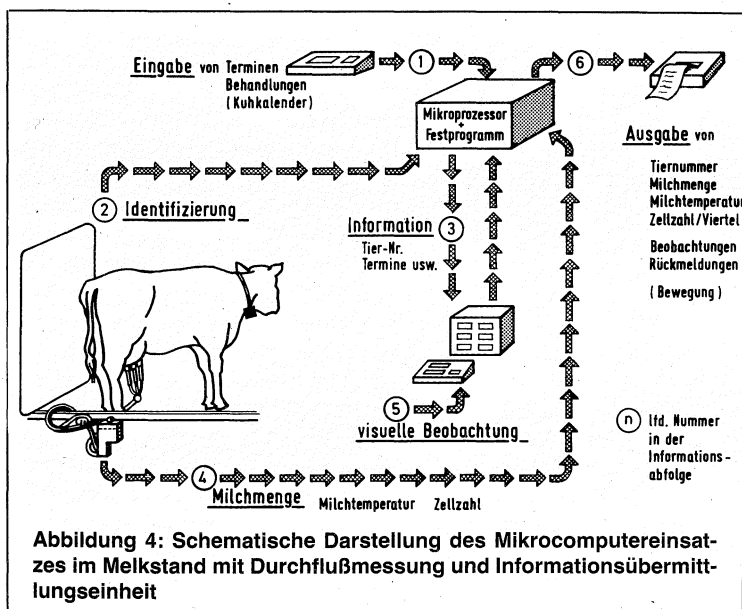 Eingabe von Terminen
Behandlungen
(Kuhkalender)
1
6
Mikroprozessor
+
Festprogramm
Ausgabe von
Tiernummer
Milchmenge
Milchtemperatur
Zellzahl/Viertel
Beobachtungen
Rückmeldungen
(Bewegung)
2 Identifizierung
Information 3
Tier-Nr.
Termine usw.
5
visuelle Beobachtung
n lfd. Nummer
in der
Informations-
abfolge
4
Milchmenge Milchtemperatur Zellzahl
Abbildung 4: Schematische Darstellung des Mikrocomputereinsat-
zes im Melkstand mit Durchflußmessung und Informationsübermitt-
lungseinheit